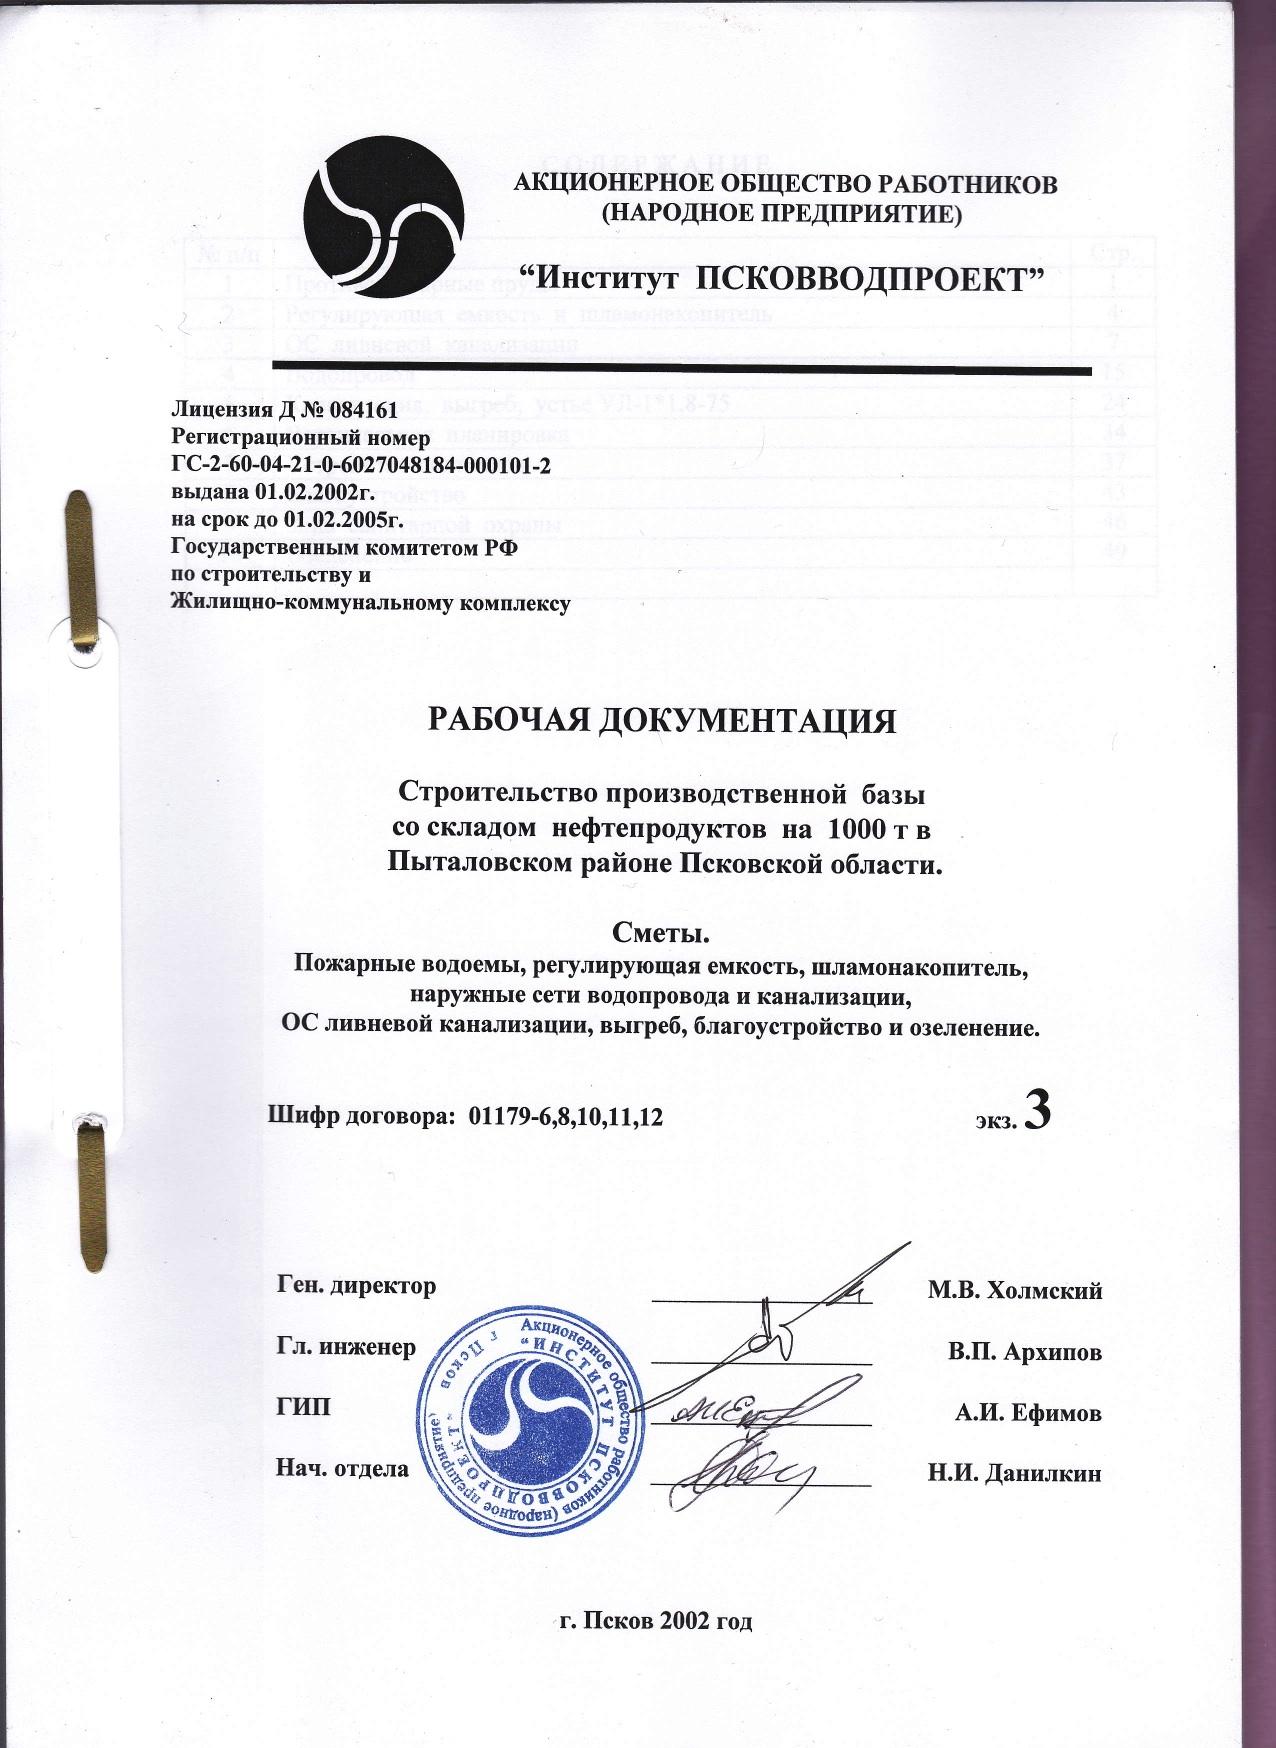 АКЦИОНЕРНОЕ ОБЩЕСТВО РАБОТНИКОВ
(НАРОДНОЕ ПРЕДПРИЯТИЕ)
“Институт ПСКОВВОДПРОЕКТ”
Лицензия Д № 084161
Регистрационный номер
ГС-2-60-04-21-0-6027048184-000101-2
выдана 01.02.2002г.
на срок до 01.02.2005г.
Государственным комитетом РФ
по строительству и
Жилищно-коммунальному комплексу
РАБОЧАЯ ДОКУМЕНТАЦИЯ
Строительство производственной базы
со складом нефтепродуктов на 1000 т в
Пыталовском районе Псковской области.
Сметы.
Пожарные водоемы, регулирующая емкость, шламонакопитель,
наружные сети водопровода и канализации,
ОС ливневой канализации, выгреб, благоустройство и озеленение.
Шифр договора: 01179-6,8,10,11,12 экз. 3
Ген. директор М.В. Холмский
Гл. инженер В.П. Архипов
ГИП А.И. Ефимов
Нач. отдела Н.И. Данилкин
г Псков Акционерное общество работников (народное предприятие)
“ИНСТИТУТ ПСКОВВОДПРОЕКТ”
г. Псков 2002 год